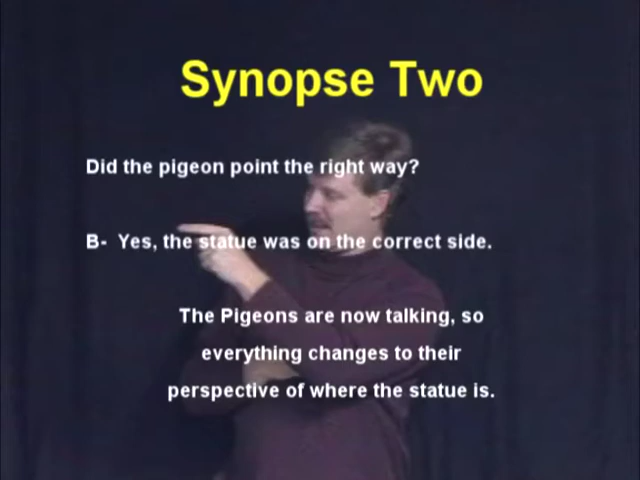 Synopse Two
Did the pigeon point the right way?
B- Yes, the statue was on the correct side.
The Pigeons are now talking, so
everything changes to their
perspective of where the statue is.